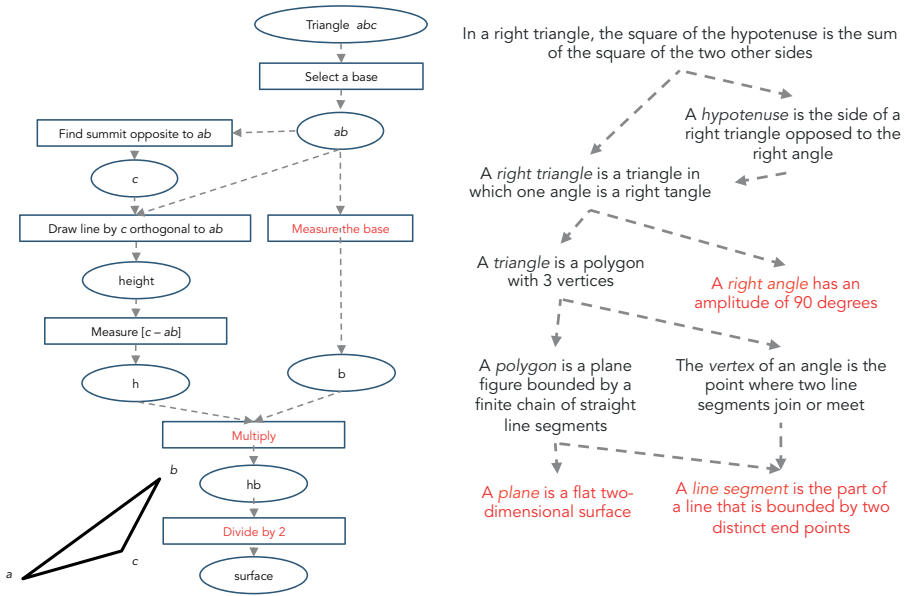 Triangle abc
Select a base
ab
Find summit opposite to ab
c
Draw line by c orthogonal to ab
Measure the base
height
Measure [c – ab]
h
b
Multiply
hb
Divide by 2
surface
b
c
a
In a right triangle, the square of the hypotenuse is the sum
of the square of the two other sides
A hypotenuse is the side of a
right triangle opposed to the
right angle
A right triangle is a triangle in
which one angle is a right tangle
A triangle is a polygon
with 3 vertices
A right angle has an
amplitude of 90 degrees
A polygon is a plane
figure bounded by a
finite chain of straight
line segments
The vertex of an angle is the
point where two line
segments join or meet
A plane is a flat two-
dimensional surface
A line segment is the part of
a line that is bounded by two
distinct end points